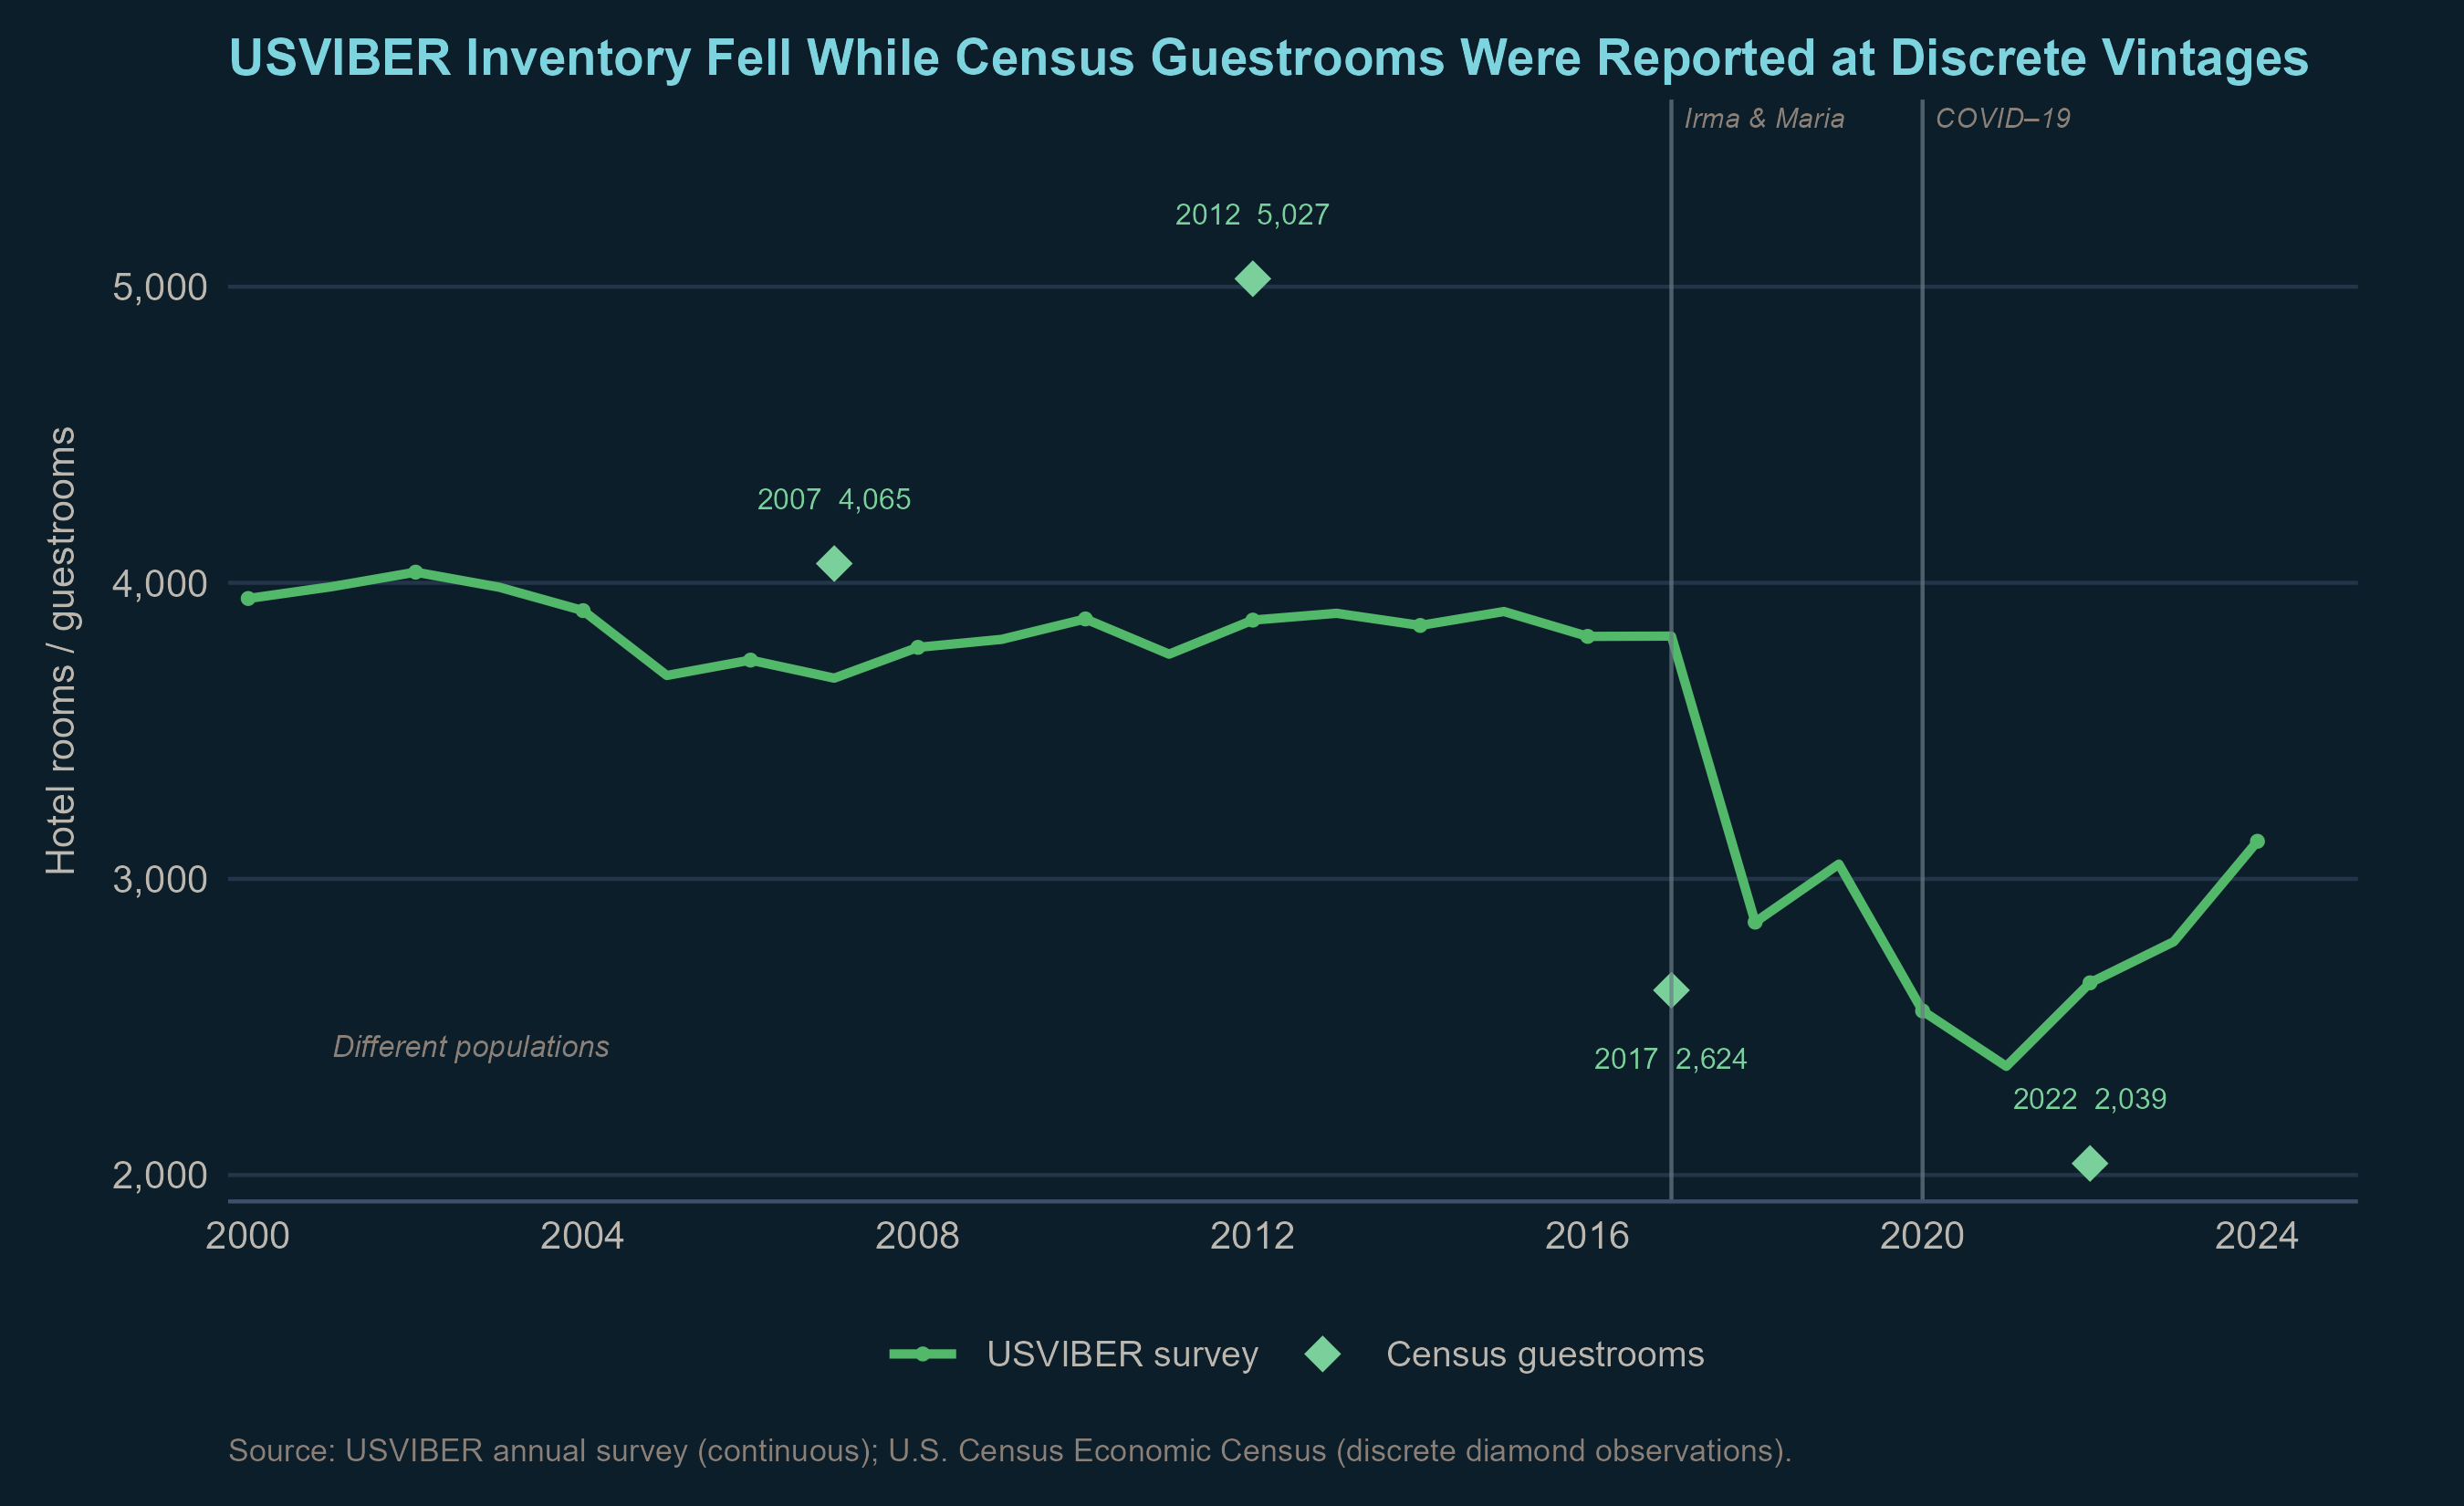 USVIBER Inventory Fell While Census Guestrooms Were Reported at Discrete Vintages
Irma & Maria
COVID–19
2012 5,027
5,000
2007 4,065
4,000
Hotel rooms / guestrooms
3,000
Different populations
2017 2,624
2022 2,039
2,000
2000 2004 2008 2012 2016 2020 2024
USVIBER survey Census guestrooms
Source: USVIBER annual survey (continuous); U.S. Census Economic Census (discrete diamond observations).